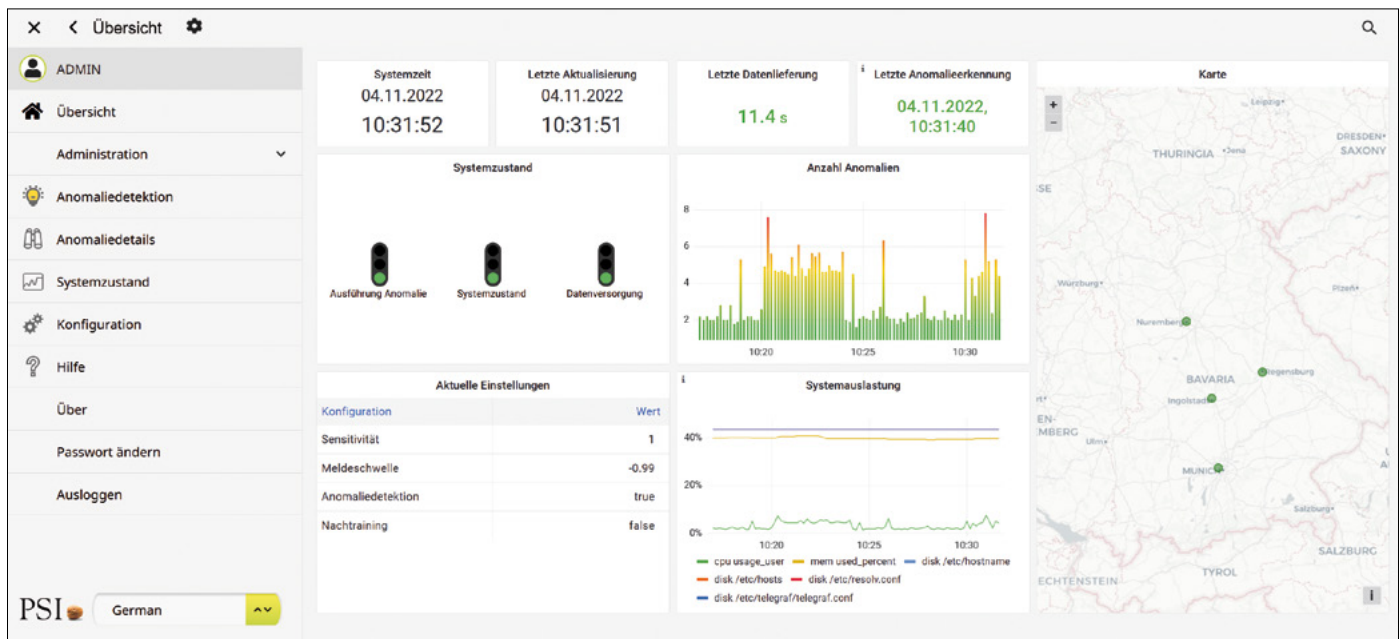 Übersicht
ADMIN
Übersicht
Administration
Anomaliedetektion
Anomaliedetails
Systemzustand
Konfiguration
Hilfe
Über
Passwort ändern
Ausloggen
PSI
German
Systemzeit
04.11.2022
10:31:52
Letzte Aktualisierung
04.11.2022
10:31:51
Letzte Datenlieferung
11.4 s
i
Letzte Anomalieerkennung
04.11.2022,
10:31:40
Systemzustand
Ausführung Anomalie
Systemzustand
Datenversorgung
Anzahl Anomalien
8
6
4
2
10:20
10:25
10:30
Aktuelle Einstellungen
Konfiguration Wert
Sensitivität 1
Meldeschwelle -0.99
Anomaliedetektion true
Nachtraining false
i
Systemauslastung
40%
20%
0%
10:20
10:25
10:30
cpu usage_user mem used_percent disk /etc/hostname
disk /etc/hosts disk /etc/resolv.conf
disk /etc/telegraf/telegraf.conf
Karte
+
−
Leipzig
DRESDEN
SAXONY
THURINGIA
Jena
SSE
Würzburg
Plzeň
Nuremberg
BAVARIA
Ingolstad
EN-
MBERG
Ulm
MUNIC
Salzburg
SALZBURG
TYROL
ECHTENSTEIN
i